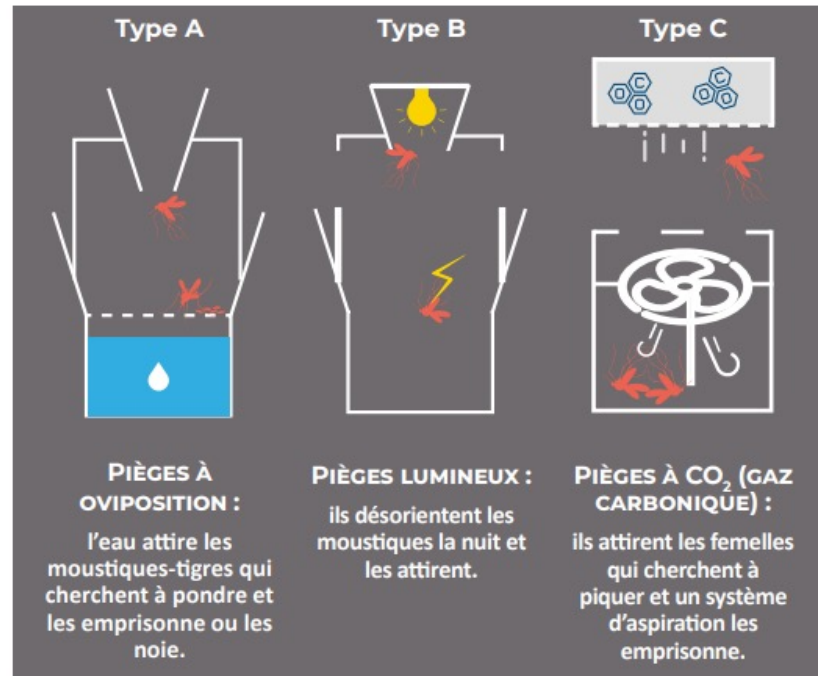 Type A
Type B
Type C
O C O
O C O
PIÈGES À
OVIPOSITION :
l'eau attire les
moustiques-tigres qui
cherchent à pondre et
les emprisonne ou les
noie.
PIÈGES LUMINEUX :
ils désorientent les
moustiques la nuit et
les attirent.
PIÈGES À CO₂ (GAZ
CARBONIQUE) :
ils attirent les femelles
qui cherchent à
piquer et un système
d'aspiration les
emprisonne.